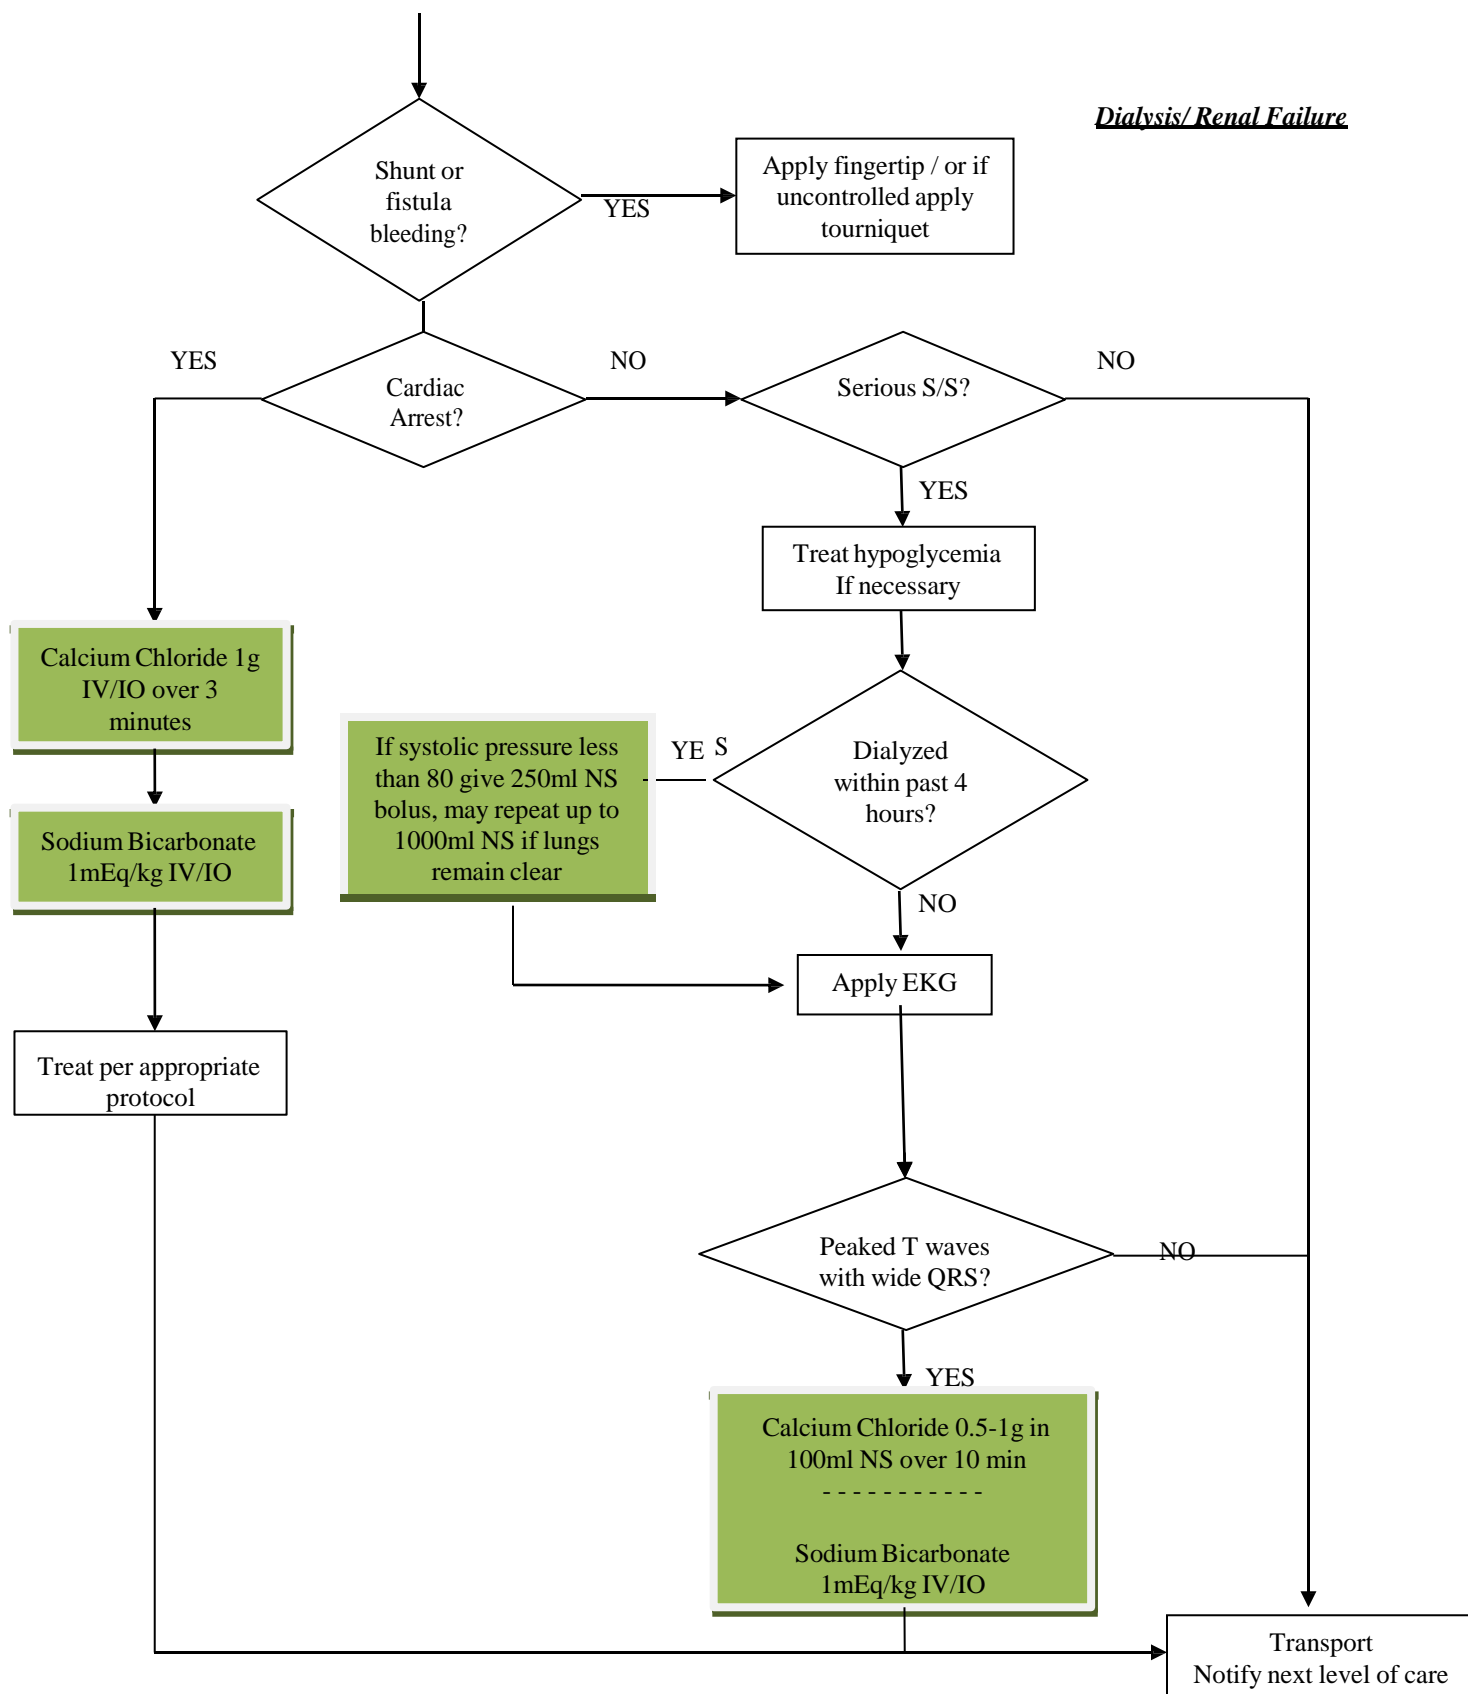 Dialysis/ Renal Failure
Shunt or
fistula
bleeding?
YES
Apply fingertip / or if
uncontrolled apply
tourniquet
YES
Cardiac
Arrest?
NO
Serious S/S?
NO
YES
Treat hypoglycemia
If necessary
Calcium Chloride 1g
IV/IO over 3
minutes
Sodium Bicarbonate
1mEq/kg IV/IO
Treat per appropriate
protocol
Dialyzed
within past 4
hours?
YE S
If systolic pressure less
than 80 give 250ml NS
bolus, may repeat up to
1000ml NS if lungs
remain clear
NO
Apply EKG
Peaked T waves
with wide QRS?
NO
YES
Calcium Chloride 0.5-1g in
100ml NS over 10 min
- - - - - - - - - - -
Sodium Bicarbonate
1mEq/kg IV/IO
Transport
Notify next level of care